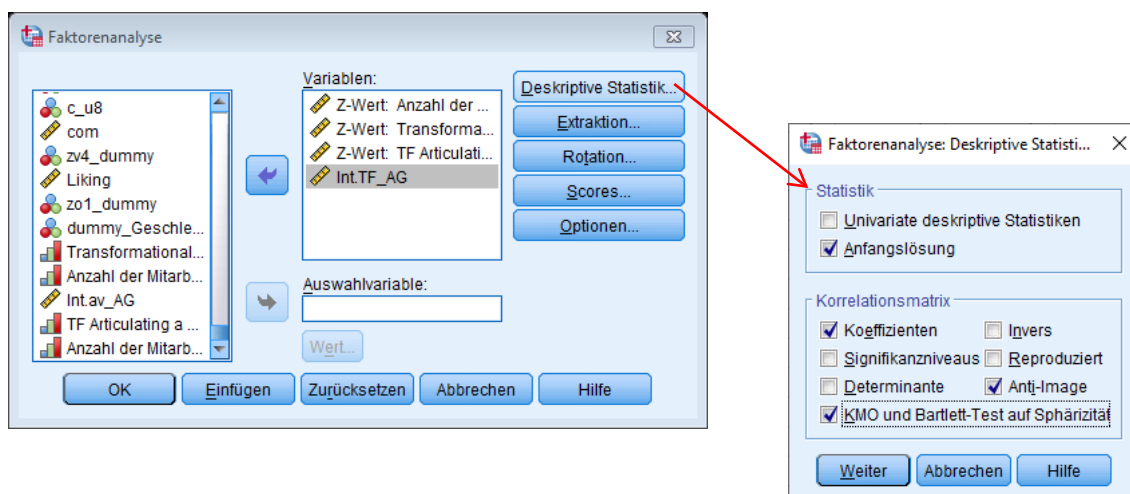 Faktorenanalyse
c_u8
com
zv4_dummy
Liking
zo1_dummy
dummy_Geschle...
Transformational...
Anzahl der Mitarb...
Int.av_AG
TF Articulating a ...
Anzahl der Mitarb...
Variablen:
Z-Wert: Anzahl der ...
Z-Wert: Transforma...
Z-Wert: TF Articulati...
Int.TF_AG
Auswahlvariable:
Wert...
Deskriptive Statistik...
Extraktion...
Rotation...
Scores...
Optionen...
OK Einfügen Zurücksetzen Abbrechen Hilfe
Faktorenanalyse: Deskriptive Statisti...
Statistik
Univariate deskriptive Statistiken
Anfangslösung
Korrelationsmatrix
Koeffizienten Invers
Signifikanzniveaus Reproduziert
Determinante Anti-Image
KMO und Bartlett-Test auf Sphärizität
Weiter Abbrechen Hilfe